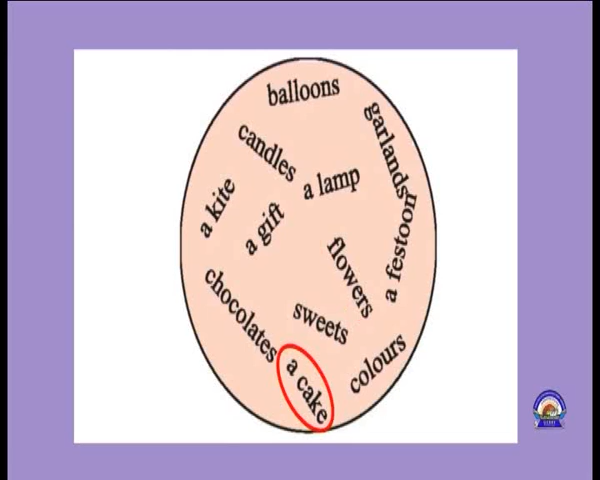 balloons
garlands
candles
a lamp
a kite
a gift
a festoon
flowers
chocolates
sweets
colours
a cake